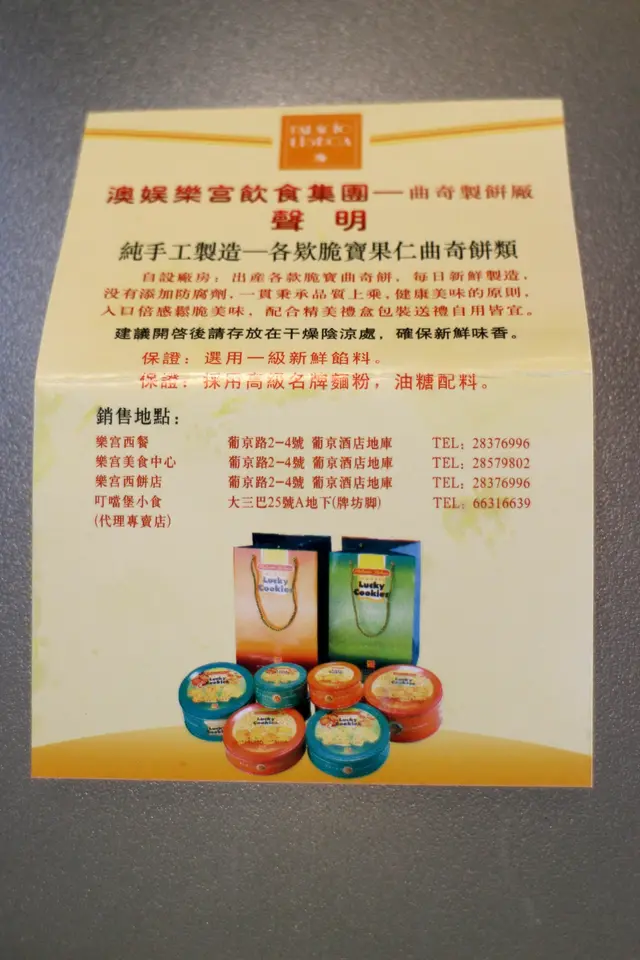 澳娛樂宮飲食集團—曲奇製餅廠
聲明
純手工製造—各欵脆寶果仁曲奇餅類
自設廠房：出產各款脆寶曲奇餅，每日新鮮製造，
没有添加防腐劑，一貫秉承品質上乘、健康美味的原則，
入口倍感鬆脆美味，配合精美禮盒包裝送禮自用皆宜。
建議開啓後請存放在干燥陰涼處，確保新鮮味香。
保證：選用一級新鮮餡料。
保證：採用高級名牌麵粉，油糖配料。
銷售地點：
樂宮西餐 葡京路2-4號 葡京酒店地庫 TEL：28376996
樂宮美食中心 葡京路2-4號 葡京酒店地庫 TEL：28579802
樂宮西餅店 葡京路2-4號 葡京酒店地庫 TEL：28376996
叮噹堡小食 大三巴25號A地下(牌坊脚) TEL：66316639
(代理專賣店)
Lucky
Cookies
Lucky
Cookies
Lucky
Cookies
Lucky
Cookies
Lucky
Cookies